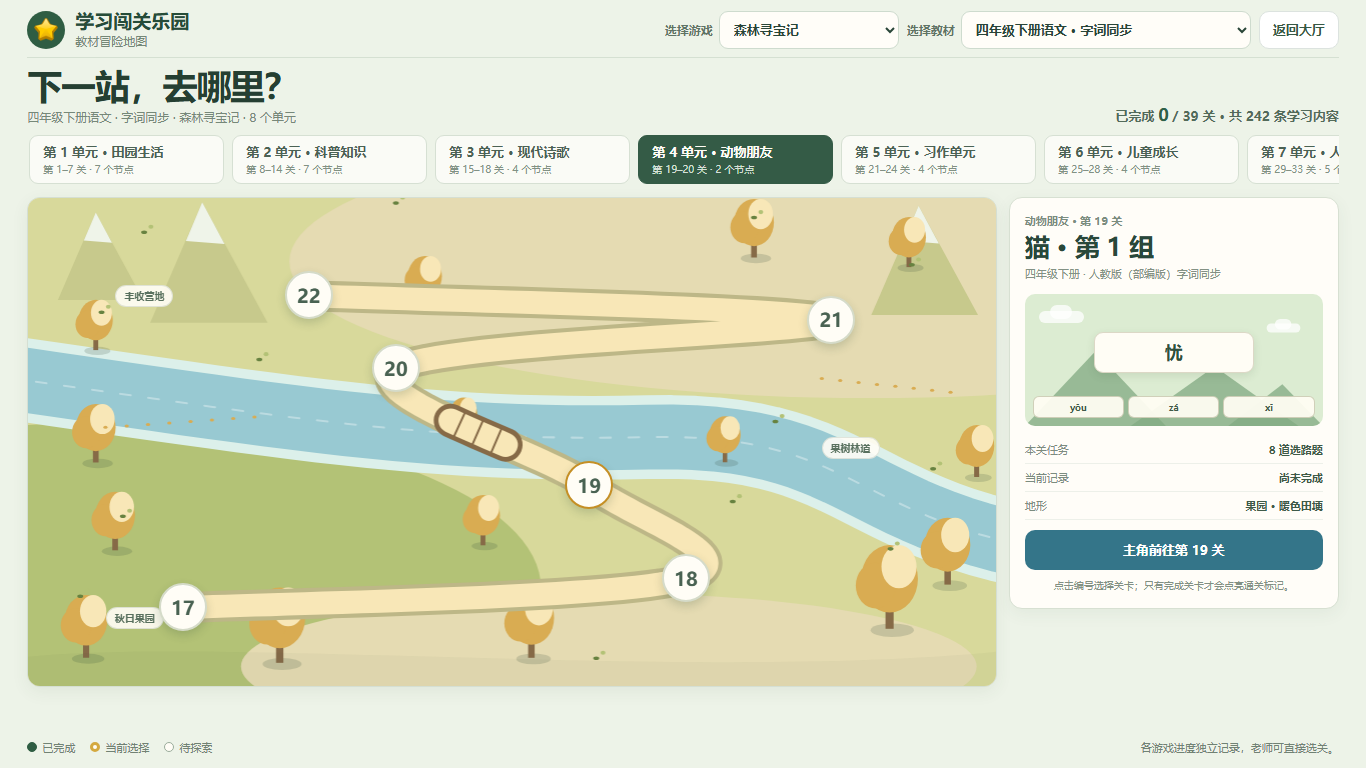 学习闯关乐园
教材冒险地图
选择游戏
森林寻宝记
选择教材
四年级下册语文 • 字词同步
返回大厅
下一站，去哪里？
四年级下册语文 · 字词同步 · 森林寻宝记 · 8 个单元
已完成 0 / 39 关 • 共 242 条学习内容
第 1 单元 • 田园生活
第 1–7 关 · 7 个节点
第 2 单元 • 科普知识
第 8–14 关 · 7 个节点
第 3 单元 • 现代诗歌
第 15–18 关 · 4 个节点
第 4 单元 • 动物朋友
第 19–20 关 · 2 个节点
第 5 单元 • 习作单元
第 21–24 关 · 4 个节点
第 6 单元 • 儿童成长
第 25–28 关 · 4 个节点
第 7 单元 • 人
第 29–33 关 · 5
丰收营地
22
21
20
果树林道
19
18
秋日果园
17
动物朋友 • 第 19 关
猫 • 第 1 组
四年级下册 · 人教版（部编版）字词同步
忧
yōu
zá
xī
本关任务
8 道选路题
当前记录
尚未完成
地形
果园 • 暖色田埂
主角前往第 19 关
点击编号选择关卡；只有完成关卡才会点亮通关标记。
已完成
当前选择
待探索
各游戏进度独立记录，老师可直接选关。